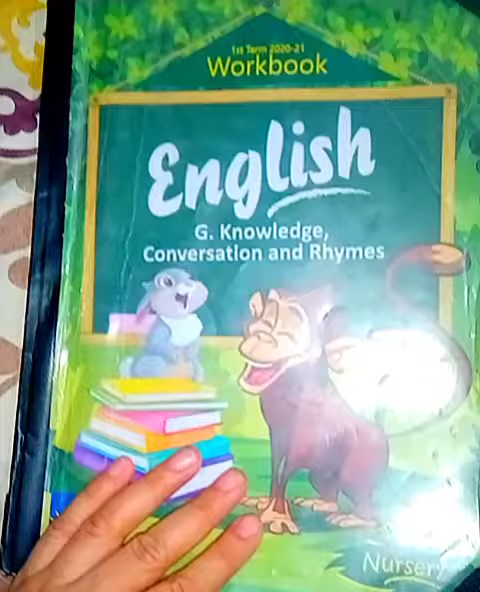 1st Term 2020-21
Workbook
English
G. Knowledge,
Conversation and Rhymes
Nursery